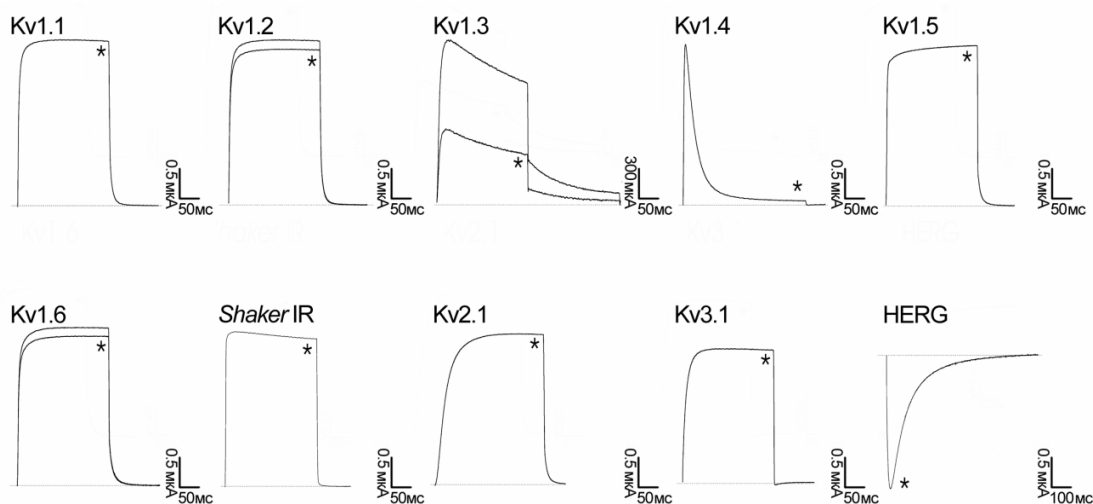 Kv1.1
Kv1.2
Kv1.3
Kv1.4
Kv1.5
*
*
*
*
*
0.5 мкА
50мс
0.5 мкА
50мс
300 мкА
50мс
0.5 мкА
50мс
0.5 мкА
50мс
Kv1.6
Shaker IR
Kv2.1
Kv3.1
HERG
*
*
*
*
*
0.5 мкА
50мс
0.5 мкА
50мс
0.5 мкА
50мс
0.5 мкА
50мс
0.5 мкА
100мс